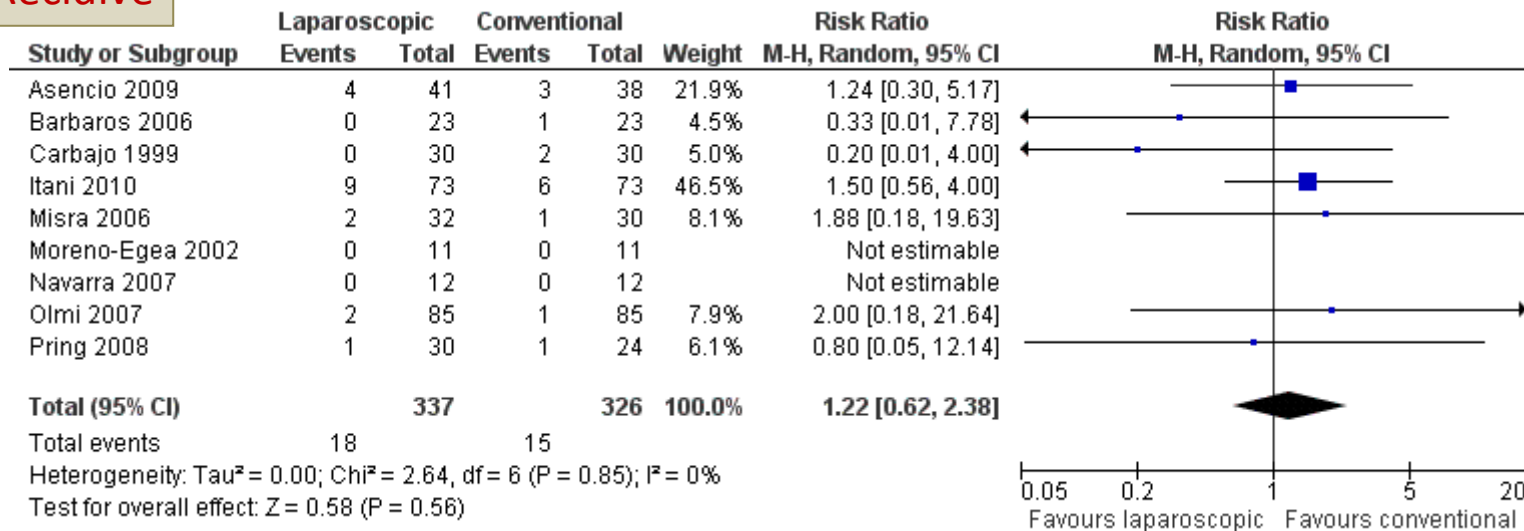 Recidive
Laparoscopic Conventional Risk Ratio Risk Ratio
Study or Subgroup Events Total Events Total Weight M-H, Random, 95% CI M-H, Random, 95% CI
Asencio 2009 4 41 3 38 21.9% 1.24 [0.30, 5.17]
Barbaros 2006 0 23 1 23 4.5% 0.33 [0.01, 7.78]
Carbajo 1999 0 30 2 30 5.0% 0.20 [0.01, 4.00]
Itani 2010 9 73 6 73 46.5% 1.50 [0.56, 4.00]
Misra 2006 2 32 1 30 8.1% 1.88 [0.18, 19.63]
Moreno-Egea 2002 0 11 0 11 Not estimable
Navarra 2007 0 12 0 12 Not estimable
Olmi 2007 2 85 1 85 7.9% 2.00 [0.18, 21.64]
Pring 2008 1 30 1 24 6.1% 0.80 [0.05, 12.14]
Total (95% CI) 337 326 100.0% 1.22 [0.62, 2.38]
Total events 18 15
Heterogeneity: Tau² = 0.00; Chi² = 2.64, df = 6 (P = 0.85); I² = 0%
Test for overall effect: Z = 0.58 (P = 0.56)
0.05 0.2 1 5 20
Favours laparoscopic Favours conventional